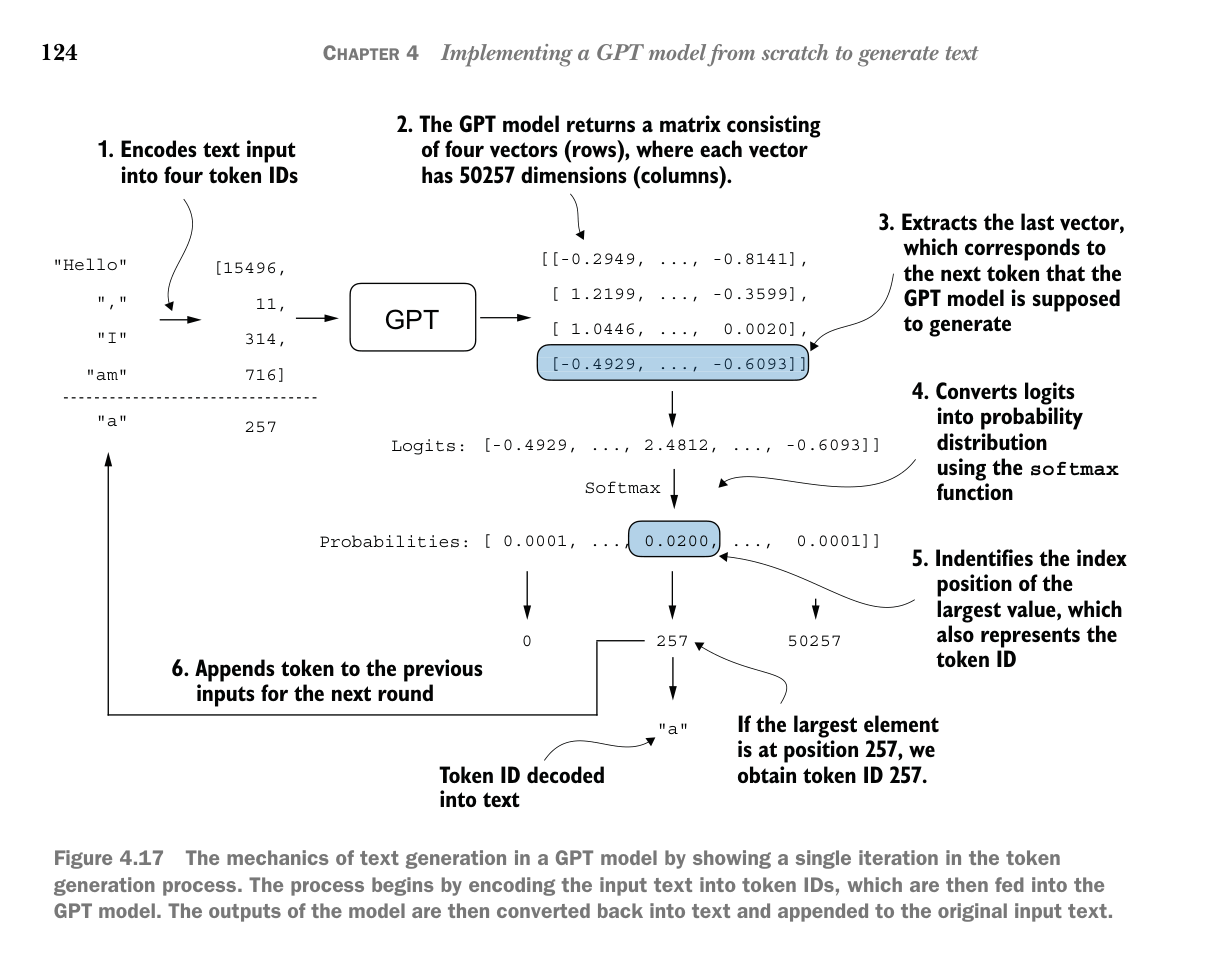 124
CHAPTER 4 Implementing a GPT model from scratch to generate text
2. The GPT model returns a matrix consisting
of four vectors (rows), where each vector
has 50257 dimensions (columns).
1. Encodes text input
into four token IDs
3. Extracts the last vector,
which corresponds to
the next token that the
GPT model is supposed
to generate
"Hello" [15496,
"," 11,
"I" 314,
"am" 716]
"a" 257
GPT
[[-0.2949, ..., -0.8141],
[ 1.2199, ..., -0.3599],
[ 1.0446, ..., 0.0020],
[-0.4929, ..., -0.6093]]
4. Converts logits
into probability
distribution
using the softmax
function
Logits: [-0.4929, ..., 2.4812, ..., -0.6093]]
Softmax
Probabilities: [ 0.0001, ..., 0.0200, ..., 0.0001]]
5. Indentifies the index
position of the
largest value, which
also represents the
token ID
0 257 50257
6. Appends token to the previous
inputs for the next round
"a"
If the largest element
is at position 257, we
obtain token ID 257.
Token ID decoded
into text
Figure 4.17 The mechanics of text generation in a GPT model by showing a single iteration in the token
generation process. The process begins by encoding the input text into token IDs, which are then fed into the
GPT model. The outputs of the model are then converted back into text and appended to the original input text.